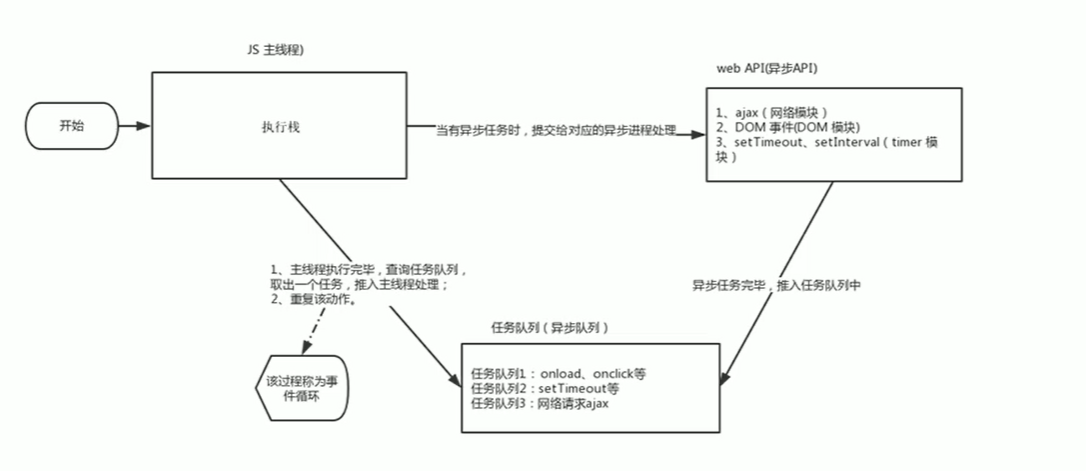 JS 主线程)
web API(异步API)
开始
执行栈
当有异步任务时，提交给对应的异步进程处理
1、ajax（网络模块）
2、DOM 事件(DOM 模块)
3、setTimeout、setInterval（timer 模
块）
1、主线程执行完毕，查询任务队列，
取出一个任务，推入主线程处理；
2、重复该动作。
异步任务完毕，推入任务队列中
任务队列（异步队列）
该过程称为事
件循环
任务队列1：onload、onclick等
任务队列2：setTimeout等
任务队列3：网络请求ajax